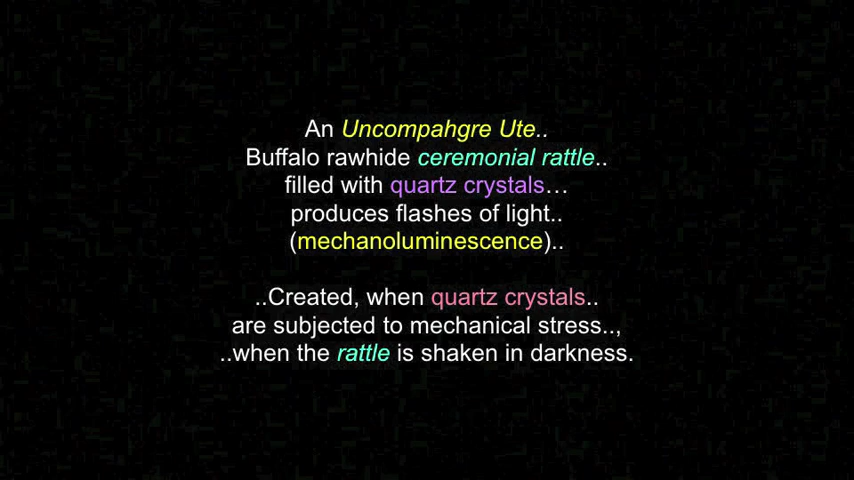 An Uncompahgre Ute..
Buffalo rawhide ceremonial rattle..
filled with quartz crystals…
produces flashes of light..
(mechanoluminescence)..
..Created, when quartz crystals..
are subjected to mechanical stress..,
..when the rattle is shaken in darkness.